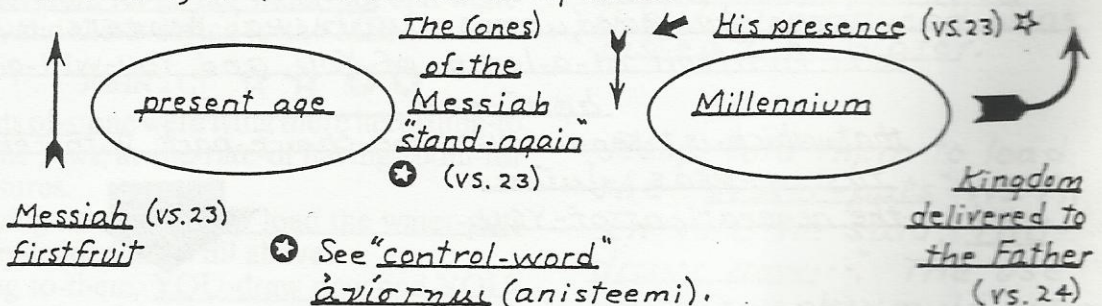 The (ones)
of-the
Messiah
"stand-again"
✪ (vs. 23)
His presence (vs. 23) ☆
present age
Millennium
Messiah (vs. 23)
firstfruit
Kingdom
delivered to
the Father
(vs. 24)
✪ See "control-word"
ἀνίστημι (anisteemi).